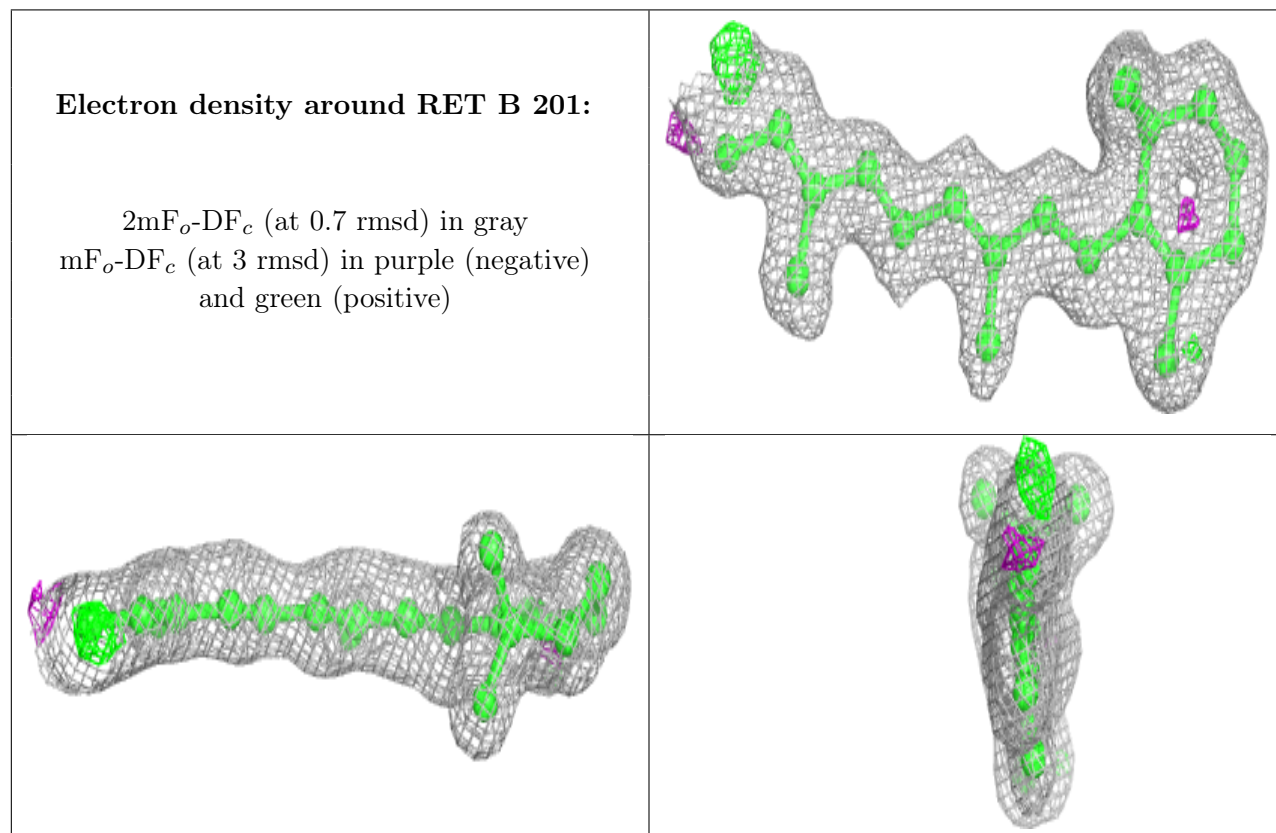 Electron density around RET B 201:
2mFo-DFc (at 0.7 rmsd) in gray
mFo-DFc (at 3 rmsd) in purple (negative)
and green (positive)